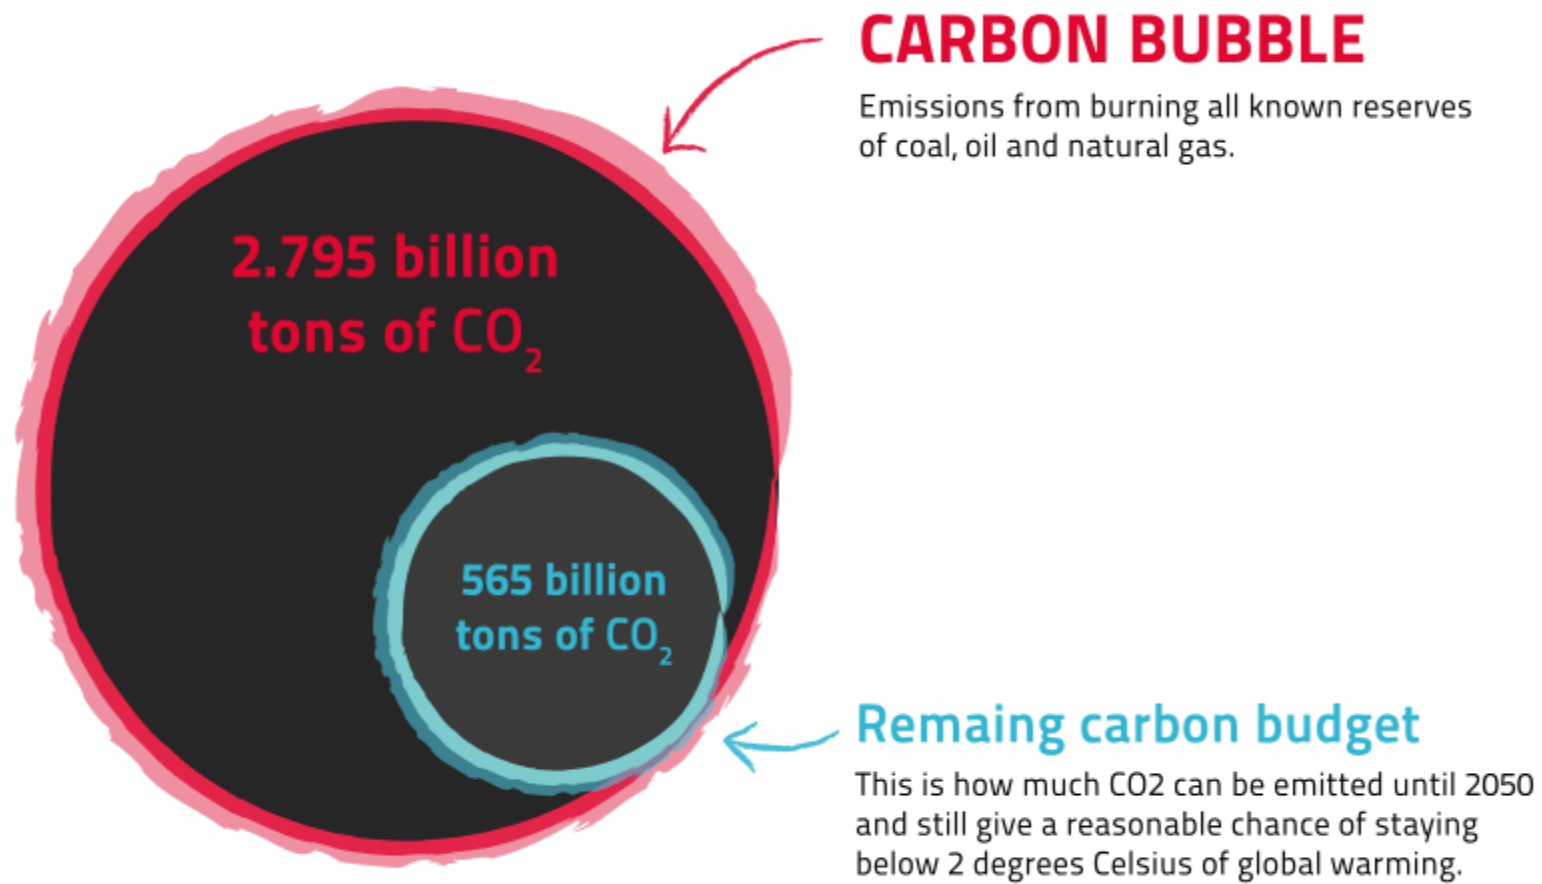 CARBON BUBBLE
Emissions from burning all known reserves
of coal, oil and natural gas.
2.795 billion
tons of CO₂
565 billion
tons of CO₂
Remaing carbon budget
This is how much CO2 can be emitted until 2050
and still give a reasonable chance of staying
below 2 degrees Celsius of global warming.